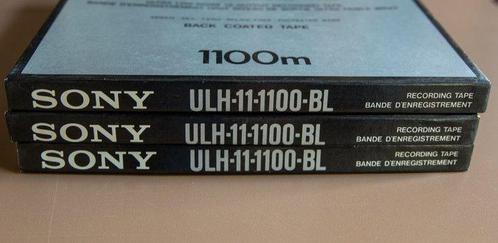 BACK COATED TAPE
1100m
SONY ULH-11-1100-BL RECORDING TAPE
BANDE D'ENREGISTREMENT
SONY ULH-11-1100-BL RECORDING TAPE
BANDE D'ENREGISTREMENT
SONY ULH-11-1100-BL RECORDING TAPE
BANDE D'ENREGISTREMENT